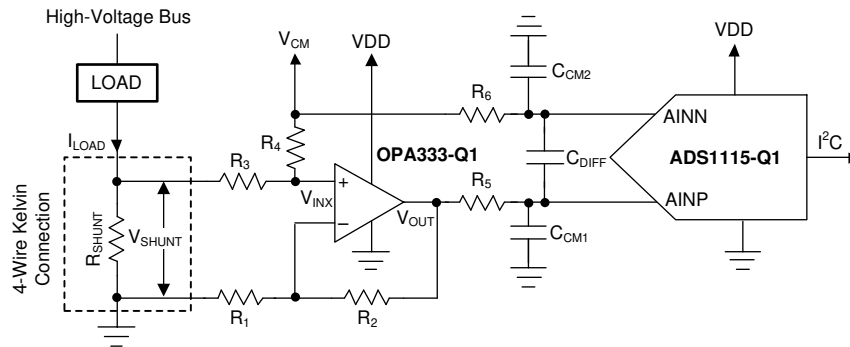 High-Voltage Bus
LOAD
I_LOAD
4-Wire Kelvin
Connection
R_SHUNT
V_SHUNT
R_3
R_1
R_2
R_4
V_CM
VDD
V_INX
+
−
OPA333-Q1
V_OUT
R_6
R_5
C_CM2
C_DIFF
C_CM1
VDD
AINN
ADS1115-Q1
AINP
I²C